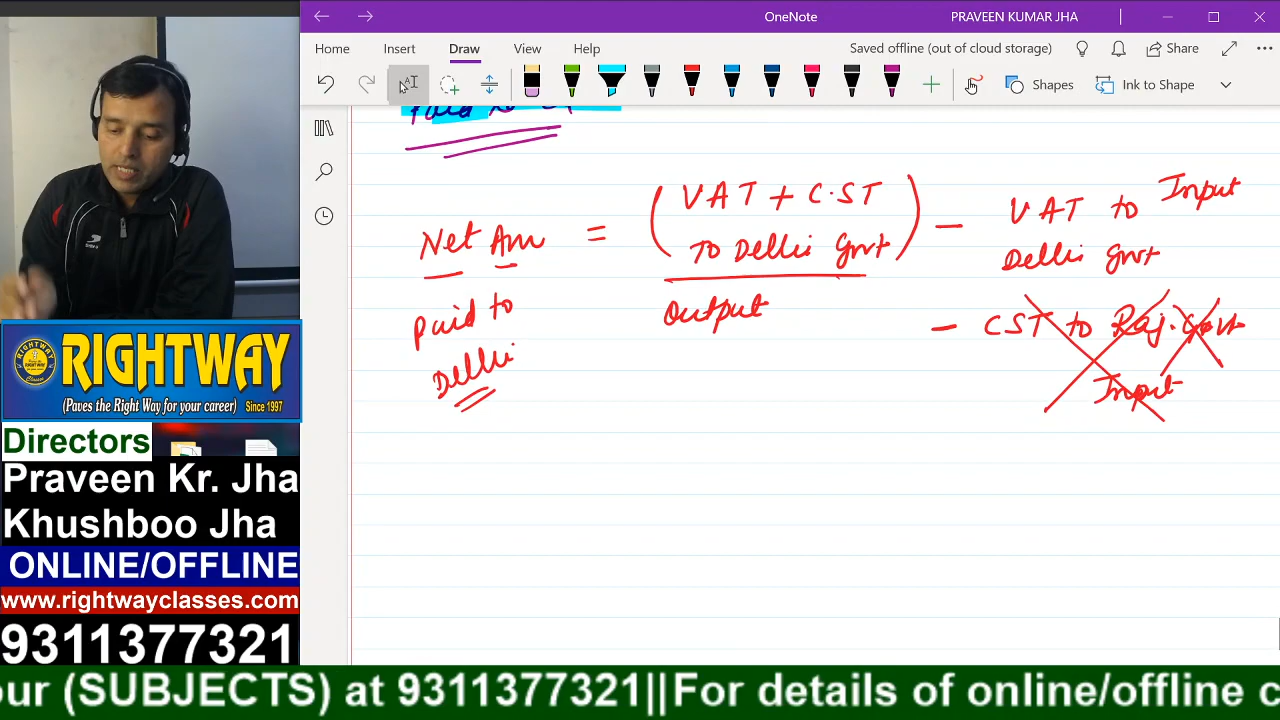 OneNote
PRAVEEN KUMAR JHA
Home Insert Draw View Help
Saved offline (out of cloud storage)
Share
Shapes
Ink to Shape
Paid to
Net Am = (VAT + C.ST To Delhi Govt) - VAT to Input
Delhi Govt
Paid to
Delhi
Output
- CST to Raj. Govt
Input
RIGHTWAY
(Paves the Right Way for your career) Since 1997
Directors
Praveen Kr. Jha
Khushboo Jha
ONLINE/OFFLINE
www.rightwayclasses.com
9311377321
our (SUBJECTS) at 9311377321||For details of online/offline c